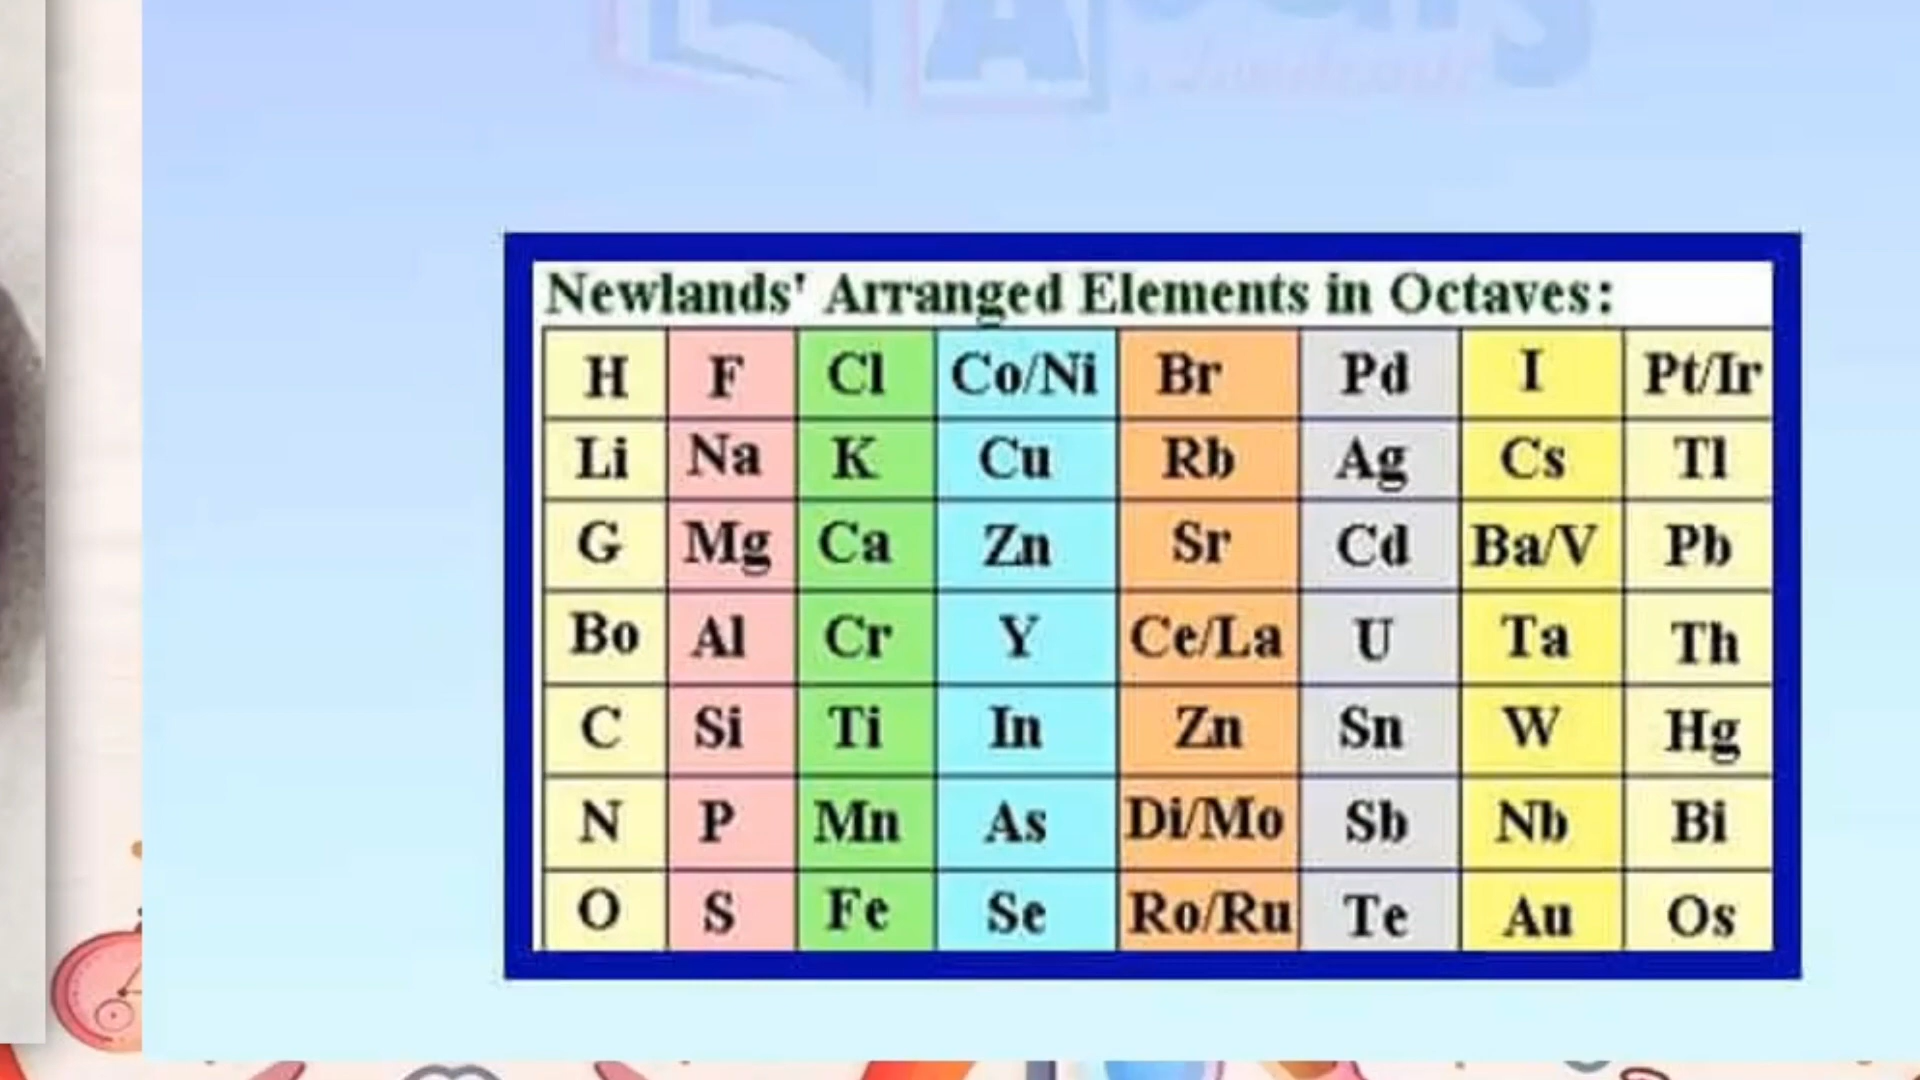 Newlands' Arranged Elements in Octaves:
H F Cl Co/Ni Br Pd I Pt/Ir
Li Na K Cu Rb Ag Cs Tl
G Mg Ca Zn Sr Cd Ba/V Pb
Bo Al Cr Y Ce/La U Ta Th
C Si Ti In Zn Sn W Hg
N P Mn As Di/Mo Sb Nb Bi
O S Fe Se Ro/Ru Te Au Os